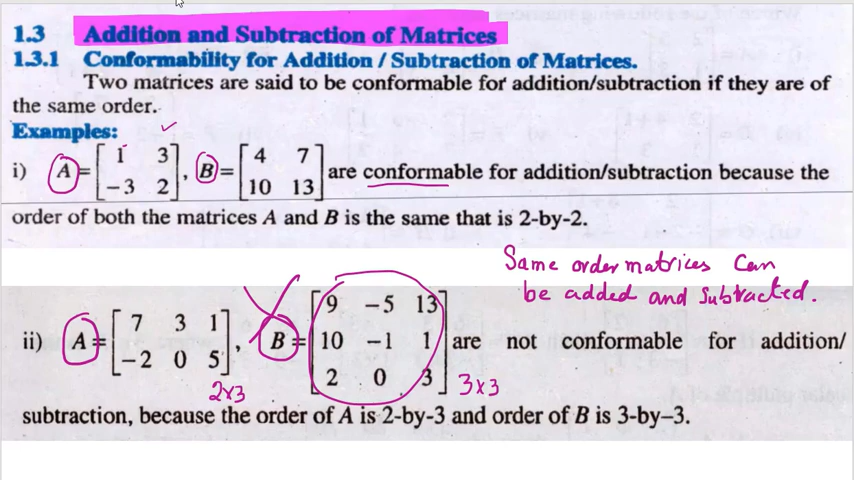 1.3 Addition and Subtraction of Matrices
1.3.1 Conformability for Addition / Subtraction of Matrices.
Two matrices are said to be conformable for addition/subtraction if they are of
the same order.
Examples:
i) A = [1 3; −3 2], B = [4 7; 10 13] are conformable for addition/subtraction because the
order of both the matrices A and B is the same that is 2-by-2.
Same order matrices Can
be added and Subtracted.
ii) A = [7 3 1; −2 0 5] B = [9 −5 13; 10 −1 1; 2 0 3] are not conformable for addition/
2x3
3x3
subtraction, because the order of A is 2-by-3 and order of B is 3-by–3.